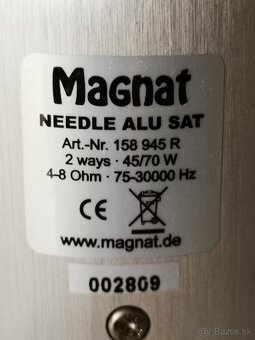 Magnat
NEEDLE ALU SAT
Art.-Nr. 158 945 R
2 ways · 45/70 W
4-8 Ohm · 75-30000 Hz
CE
www.magnat.de
002809
Bazos.sk